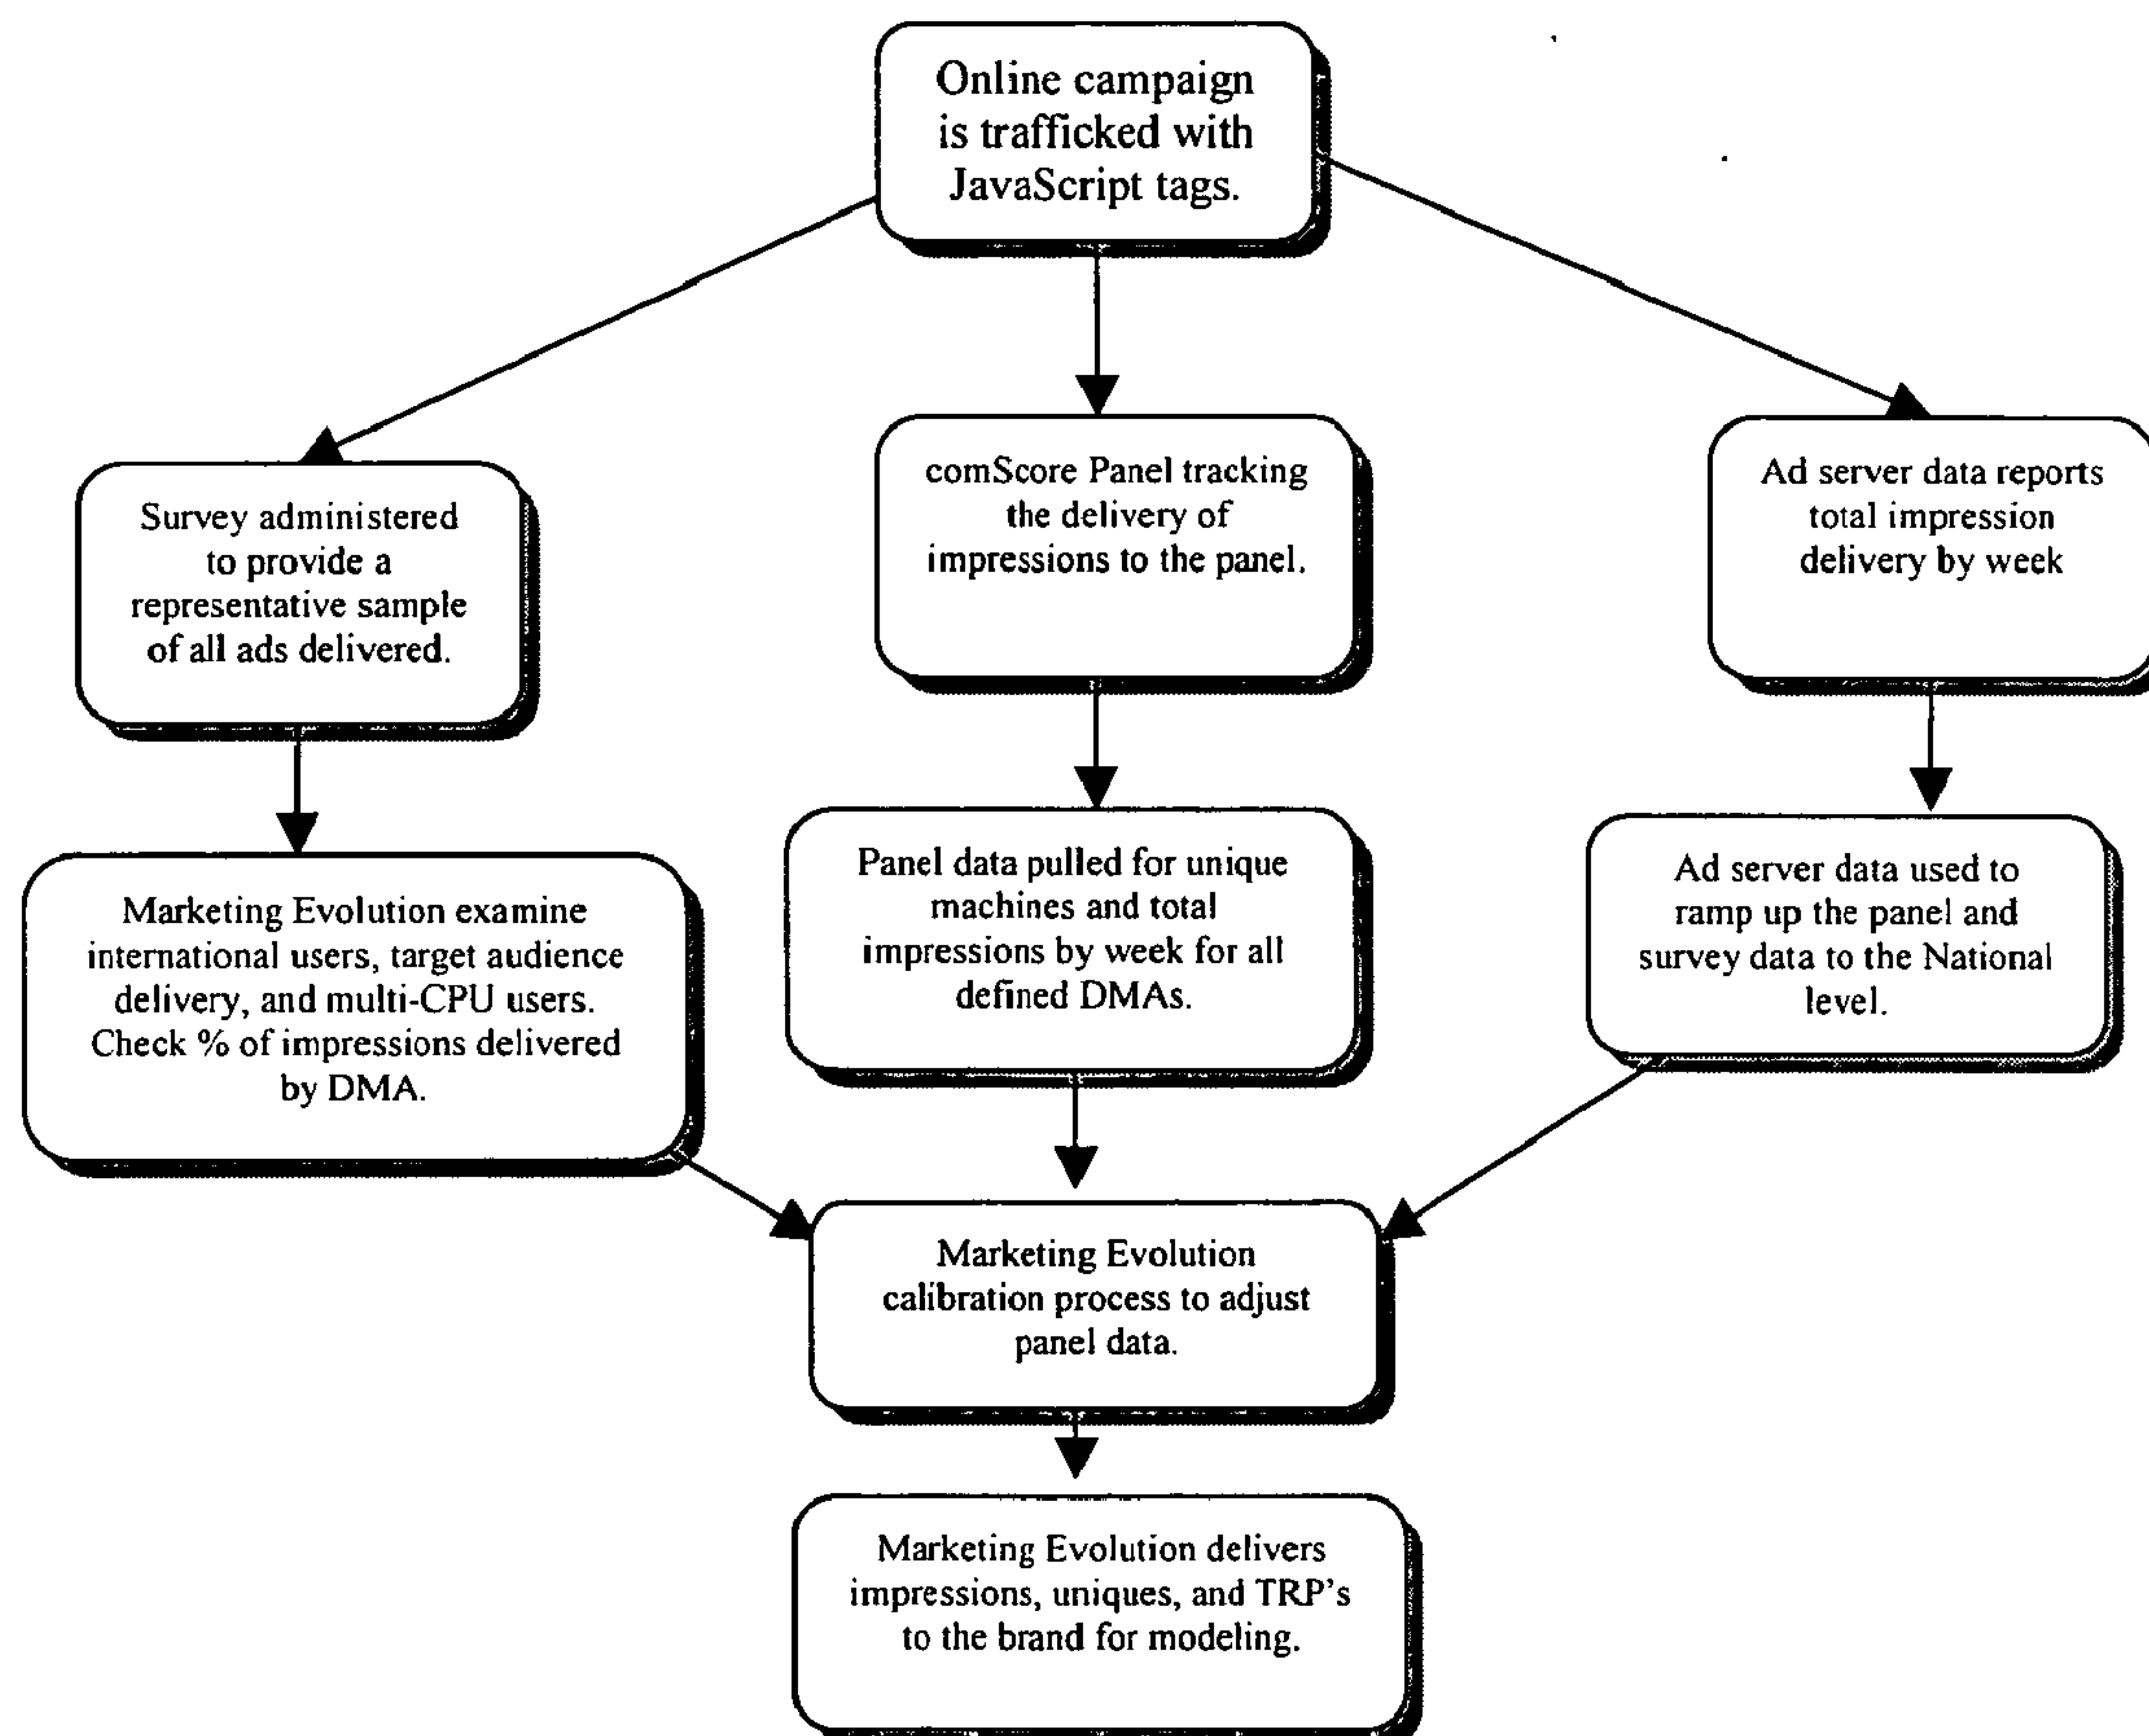 Online campaign
is trafficked with
JavaScript tags.
Survey administered
to provide a
representative sample
of all ads delivered.
comScore Panel tracking
the delivery of
impressions to the panel.
Ad server data reports
total impression
delivery by week
Marketing Evolution examine
international users, target audience
delivery, and multi-CPU users.
Check % of impressions delivered
by DMA.
Panel data pulled for unique
machines and total
impressions by week for all
defined DMAs.
Ad server data used to
ramp up the panel and
survey data to the National
level.
Marketing Evolution
calibration process to adjust
panel data.
Marketing Evolution delivers
impressions, uniques, and TRP's
to the brand for modeling.